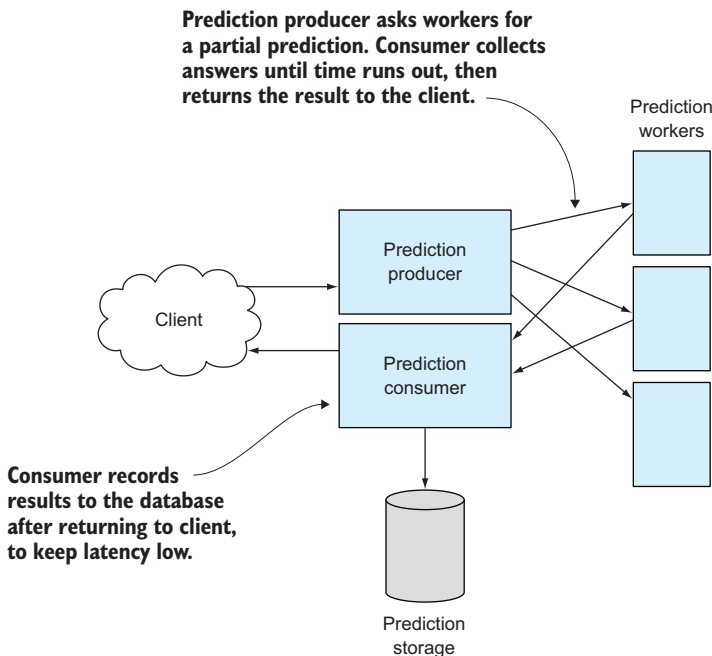 Prediction producer asks workers for
a partial prediction. Consumer collects
answers until time runs out, then
returns the result to the client.
Prediction
workers
Prediction
producer
Client
Prediction
consumer
Consumer records
results to the database
after returning to client,
to keep latency low.
Prediction
storage